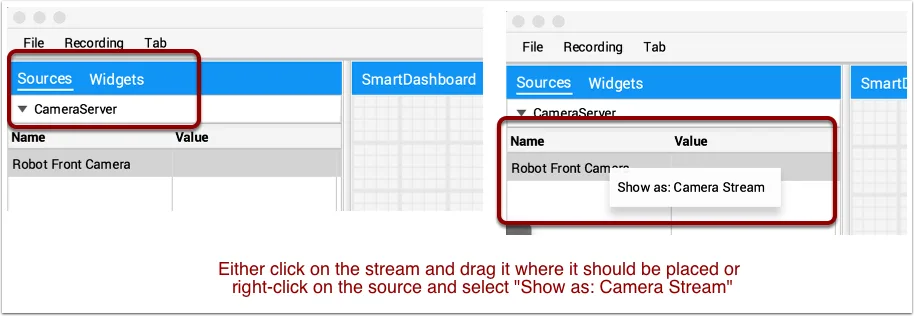 File Recording Tab
Sources Widgets
SmartDashboard
CameraServer
Name Value
Robot Front Camera
File Recording Tab
Sources Widgets
SmartD
CameraServer
Name Value
Robot Front Camera
Show as: Camera Stream
Either click on the stream and drag it where it should be placed or
right-click on the source and select "Show as: Camera Stream"